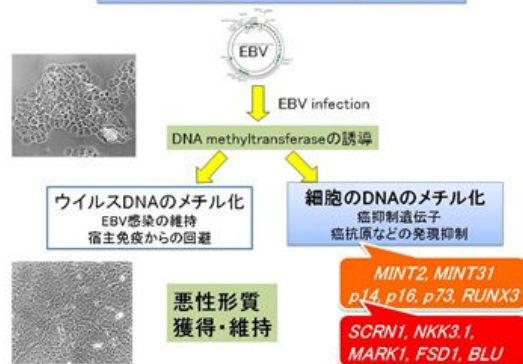 EBV
EBV infection
DNA methyltransferaseの誘導
ウイルスDNAのメチル化
EBV感染の維持
宿主免疫からの回避
細胞のDNAのメチル化
癌抑制遺伝子
癌抗原などの発現抑制
MINT2, MINT31
p14, p16, p73, RUNX3
悪性形質
獲得・維持
SCRN1, NKK3.1,
MARK1, FSD1, BLU